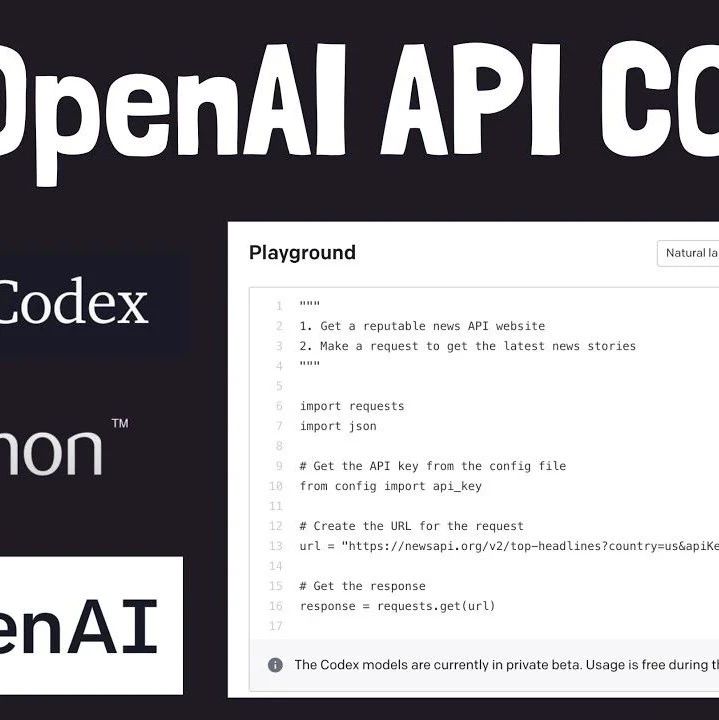 OpenAI API CO
Codex
non™
enAI
Playground
Natural la
1 """
2 1. Get a reputable news API website
3 2. Make a request to get the latest news stories
4 """
5
6 import requests
7 import json
8
9 # Get the API key from the config file
10 from config import api_key
11
12 # Create the URL for the request
13 url = "https://newsapi.org/v2/top-headlines?country=us&apiKe
14
15 # Get the response
16 response = requests.get(url)
17
The Codex models are currently in private beta. Usage is free during th